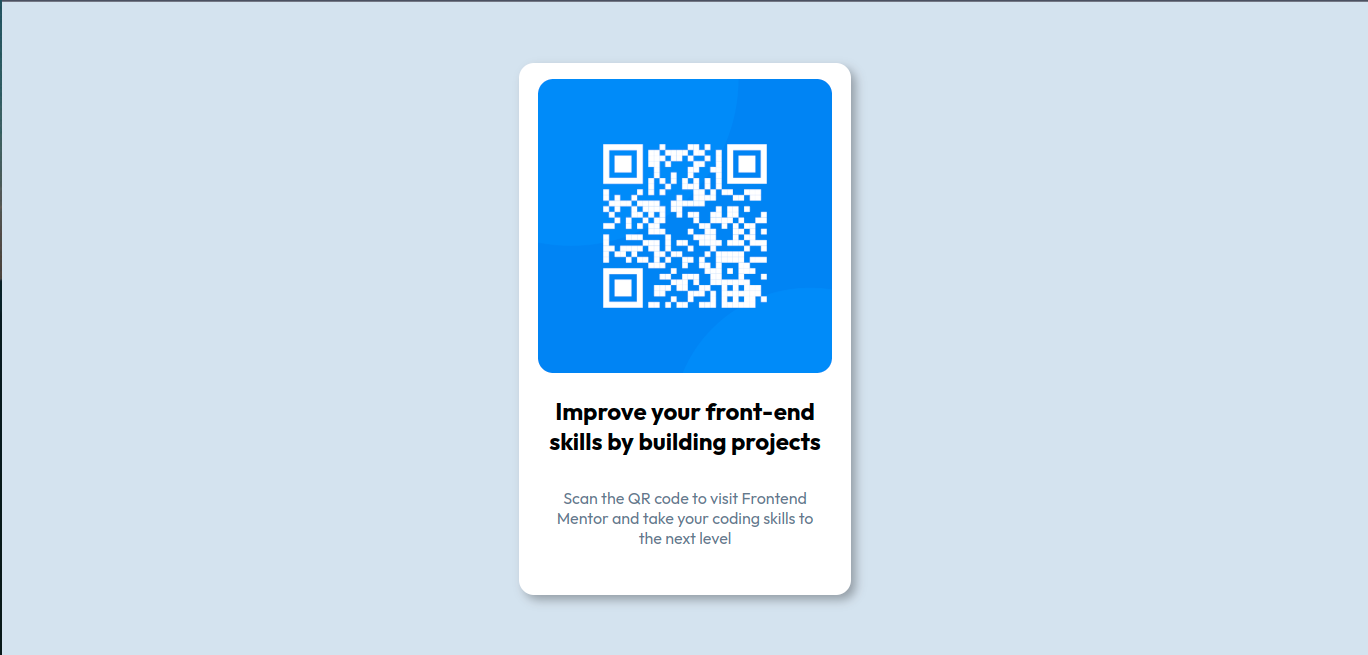 Improve your front-end
skills by building projects
Scan the QR code to visit Frontend
Mentor and take your coding skills to
the next level